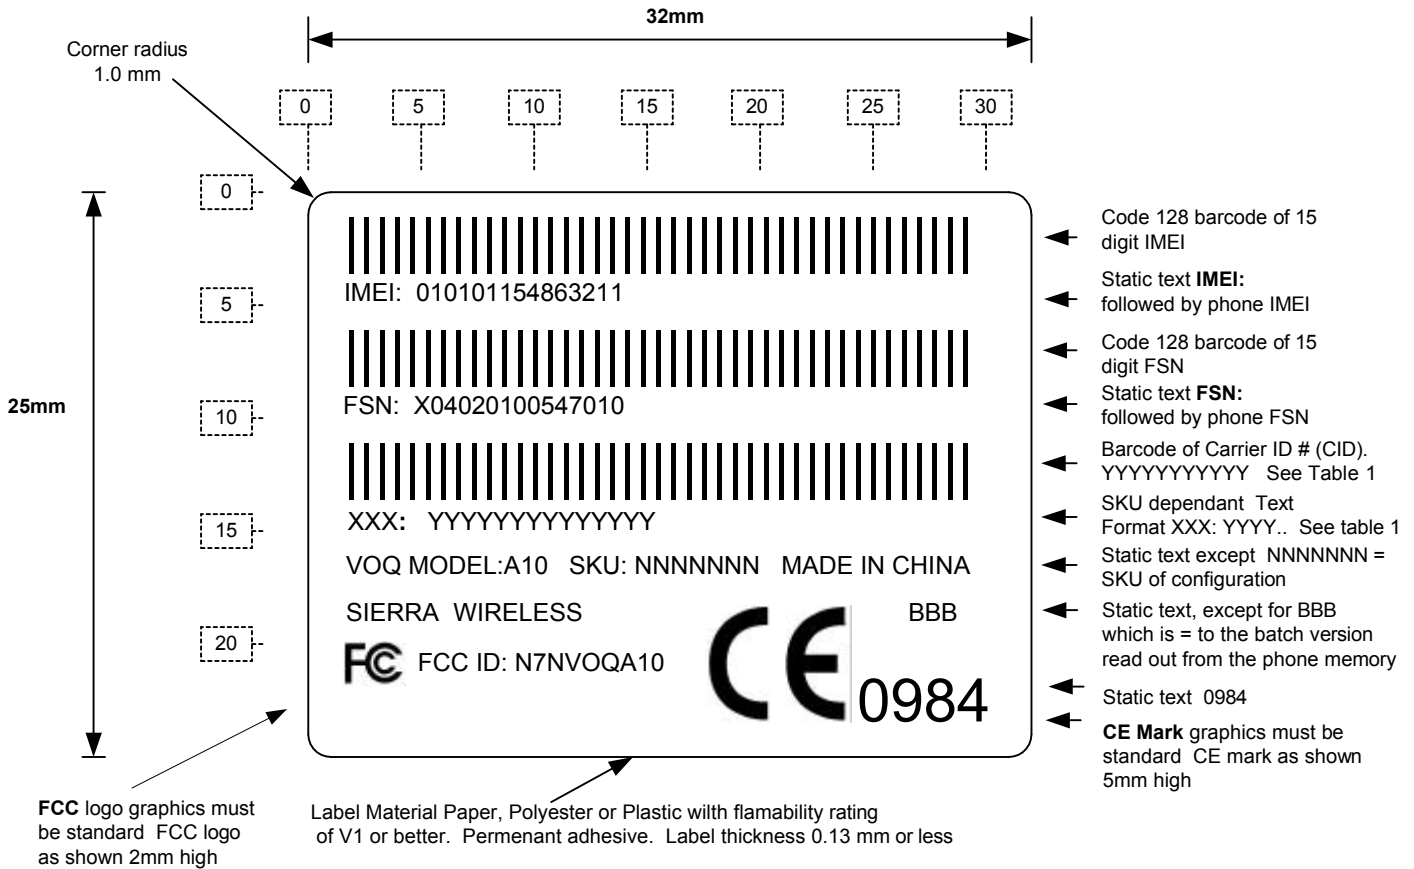 32mm
Corner radius
1.0 mm
0 5 10 15 20 25 30
0
5
10
15
20
25mm
IMEI: 010101154863211
FSN: X04020100547010
XXX: YYYYYYYYYYYYYY
VOQ MODEL:A10 SKU: NNNNNNN MADE IN CHINA
SIERRA WIRELESS BBB
FC FCC ID: N7NVOQA10
CE 0984
Code 128 barcode of 15
digit IMEI
Static text IMEI:
followed by phone IMEI
Code 128 barcode of 15
digit FSN
Static text FSN:
followed by phone FSN
Barcode of Carrier ID # (CID).
YYYYYYYYYYY See Table 1
SKU dependant Text
Format XXX: YYYY.. See table 1
Static text except NNNNNNN =
SKU of configuration
Static text, except for BBB
which is = to the batch version
read out from the phone memory
Static text 0984
CE Mark graphics must be
standard CE mark as shown
5mm high
FCC logo graphics must
be standard FCC logo
as shown 2mm high
Label Material Paper, Polyester or Plastic wilth flamability rating
of V1 or better. Permenant adhesive. Label thickness 0.13 mm or less